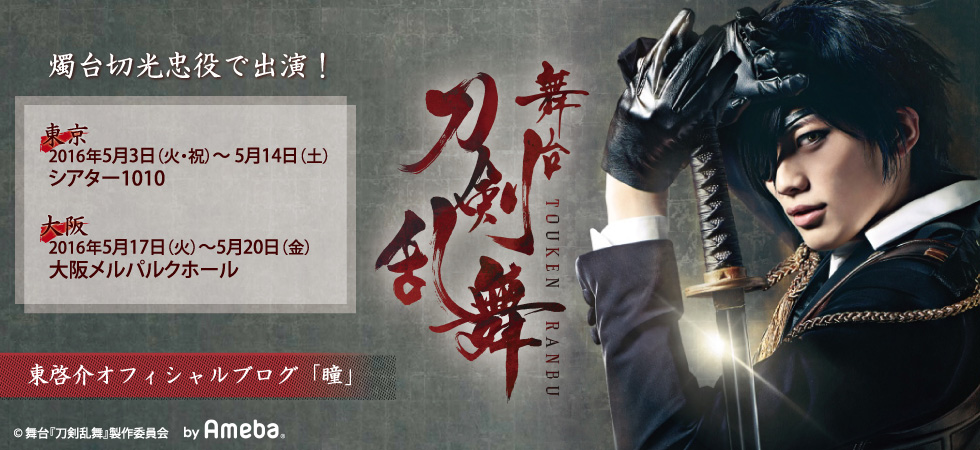 燭台切光忠役で出演！
東京
2016年5月3日（火・祝）～ 5月14日（土）
シアター1010
大阪
2016年5月17日（火）～5月20日（金）
大阪メルパルクホール
舞台
刀剣乱舞
TOUKEN RANBU
東啓介オフィシャルブログ「瞳」
© 舞台『刀剣乱舞』製作委員会 by Ameba®